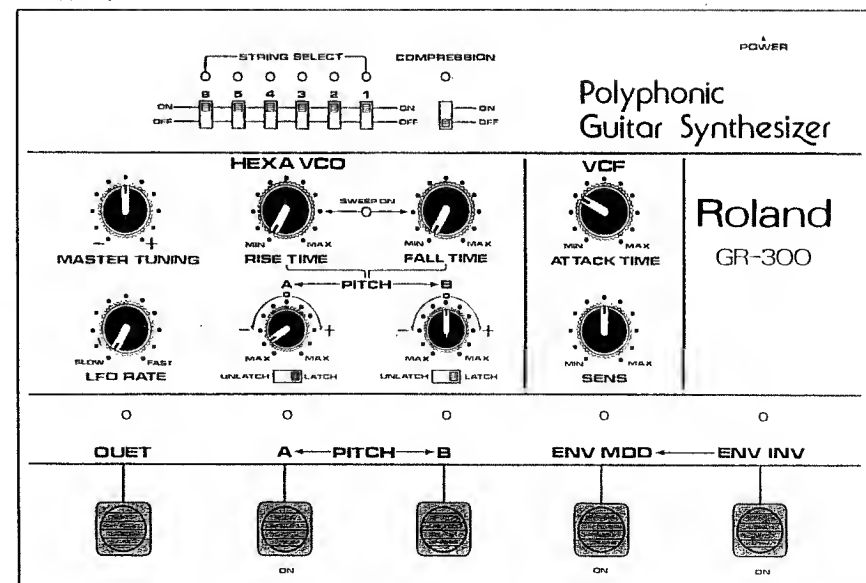 STRING SELECT
COMPRESSION
POWER
6 5 4 3 2 1
ON ON ON
OFF OFF OFF
Polyphonic
Guitar Synthesizer
HEXA VCO
VCF
SWEEP ON
MIN MAX MIN MAX MIN MAX
- +
MASTER TUNING RISE TIME FALL TIME ATTACK TIME
Roland
GR-300
A PITCH B
0 0
- + - +
SLOW FAST MAX MAX MAX MAX MIN MAX
LFO RATE UNLATCH LATCH UNLATCH LATCH SENS
DUET A PITCH B ENV MOD ENV INV
ON ON ON